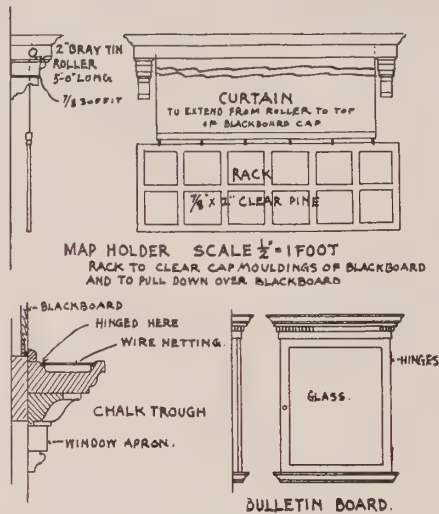 2" BRAY TIN
ROLLER
5'-0" LONG
7/8 SOFFIT
CURTAIN
TO EXTEND FROM ROLLER TO TOP
OF BLACKBOARD CAP
RACK
7/8" X 2" CLEAR PINE
MAP HOLDER SCALE 1/2" = 1 FOOT
RACK TO CLEAR CAP MOULDINGS OF BLACKBOARD
AND TO PULL DOWN OVER BLACKBOARD
BLACKBOARD
HINGED HERE
WIRE NETTING.
CHALK TROUGH
WINDOW APRON.
HINGES
GLASS.
BULLETIN BOARD.